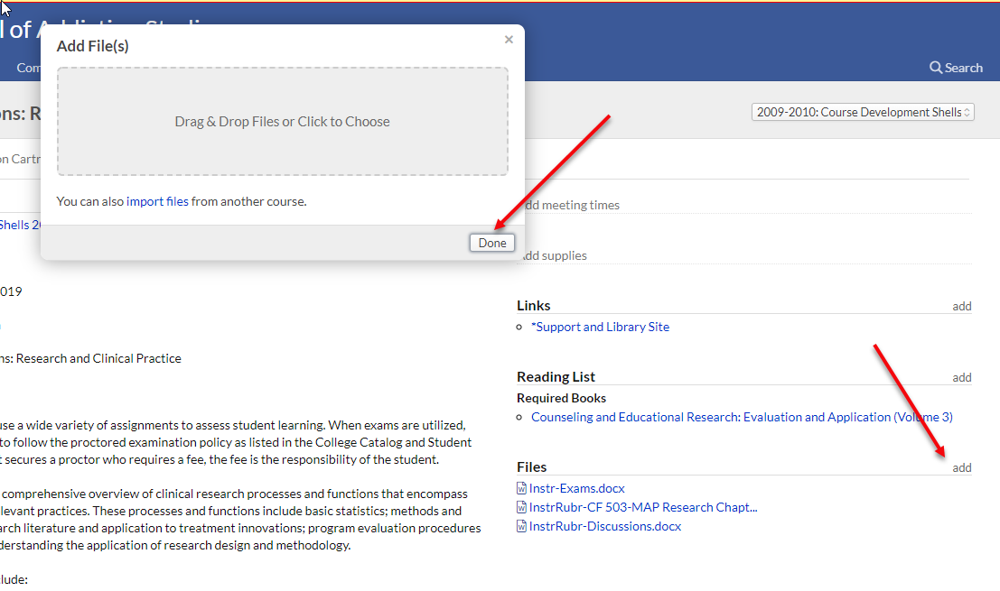 l of Addiction Studi
Com
Search
Add File(s)
×
Drag & Drop Files or Click to Choose
You can also import files from another course.
Done
ons: R
2009-2010: Course Development Shells
on Cartr
Shells 20
dd meeting times
dd supplies
019
Links
add
*Support and Library Site
ns: Research and Clinical Practice
Reading List
add
Required Books
Counseling and Educational Research: Evaluation and Application (Volume 3)
Files
add
Instr-Exams.docx
InstrRubr-CF 503-MAP Research Chapt...
InstrRubr-Discussions.docx
use a wide variety of assignments to assess student learning. When exams are utilized,
to follow the proctored examination policy as listed in the College Catalog and Student
t secures a proctor who requires a fee, the fee is the responsibility of the student.
comprehensive overview of clinical research processes and functions that encompass
levant practices. These processes and functions include basic statistics; methods and
arch literature and application to treatment innovations; program evaluation procedures
derstanding the application of research design and methodology.
lude: